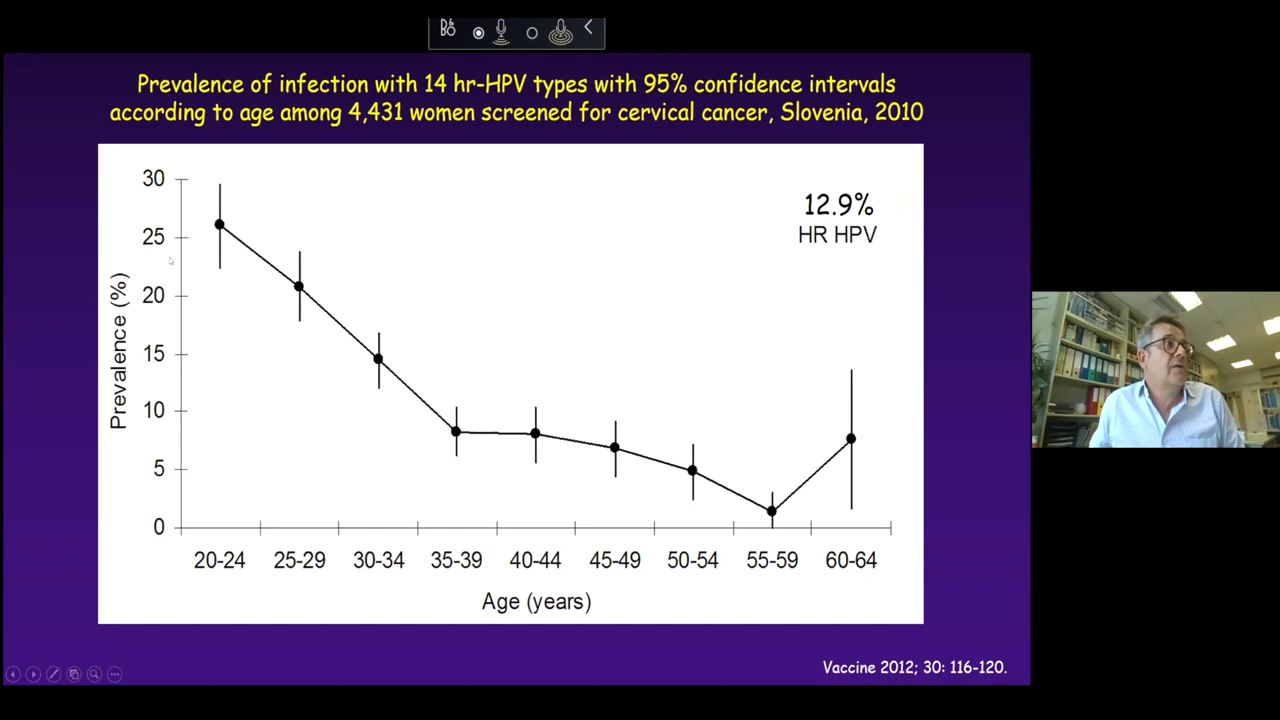 B&
BO
Prevalence of infection with 14 hr-HPV types with 95% confidence intervals
according to age among 4,431 women screened for cervical cancer, Slovenia, 2010
12.9%
HR HPV
Prevalence (%)
30
25
20
15
10
5
0
20-24 25-29 30-34 35-39 40-44 45-49 50-54 55-59 60-64
Age (years)
Vaccine 2012; 30: 116-120.